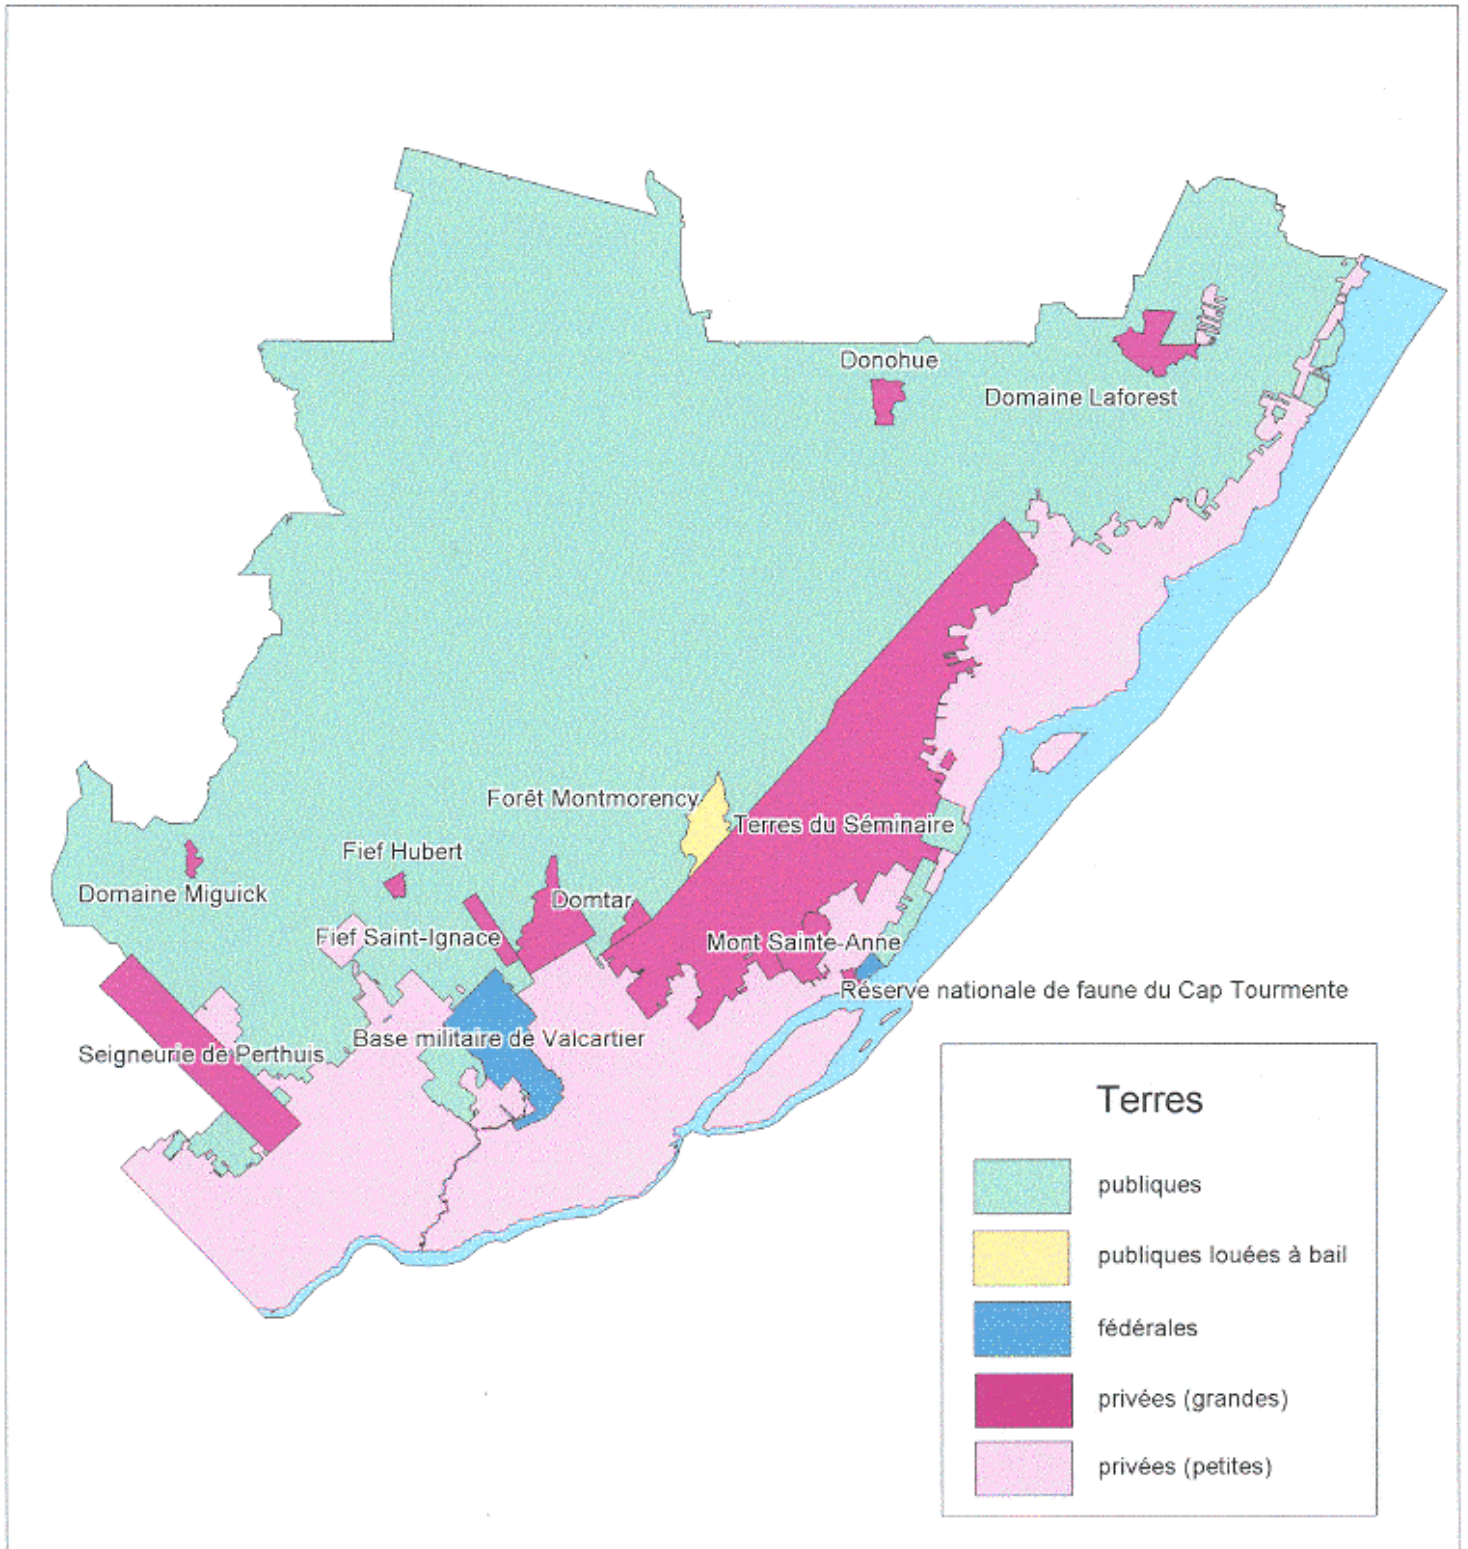 Donohue
Domaine Laforest
Forêt Montmorency
Terres du Séminaire
Fief Hubert
Domaine Miguick
Domtar
Fief Saint-Ignace
Mont Sainte-Anne
Réserve nationale de faune du Cap Tourmente
Base militaire de Valcartier
Seigneurie de Perthuis
Terres
publiques
publiques louées à bail
fédérales
privées (grandes)
privées (petites)